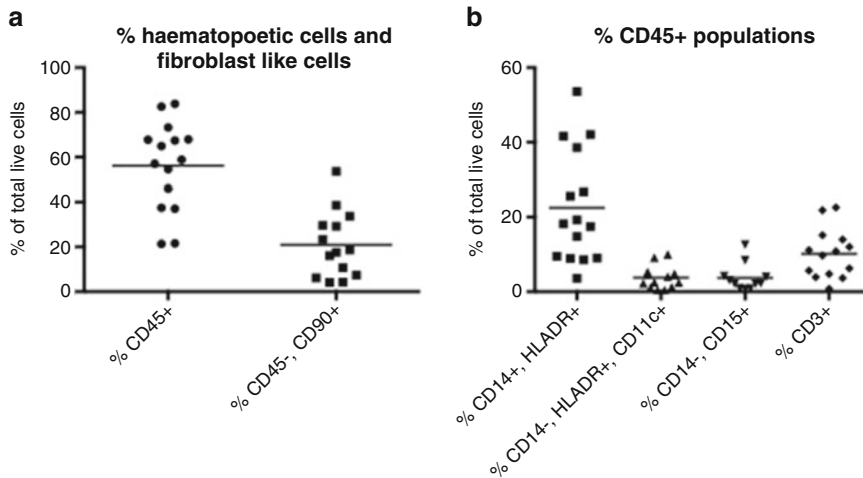 a
% haematopoetic cells and
fibroblast like cells
% of total live cells
100
80
60
40
20
0
% CD45+
% CD45-, CD90+
b
% CD45+ populations
% of total live cells
60
40
20
0
% CD14+, HLADR+
% CD14-, HLADR+, CD11c+
% CD14-, CD15+
% CD3+